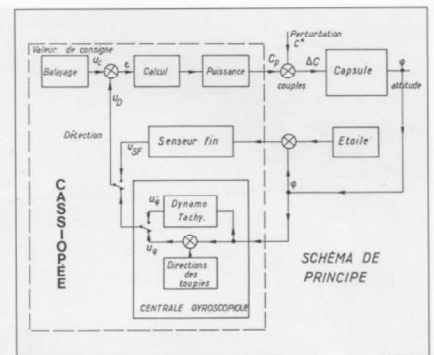 Valeur de consigne
Balayage
u_c
ε
Calcul
Puissance
C_p
Perturbation
C*
couples
ΔC
Capsule
φ
attitude
u_D
Détection
u_SF
Senseur fin
Etoile
CASSIOPÉE
Dynamo
Tachy.
u_φ̇
u_φ
φ
Directions
des
toupies
CENTRALE GYROSCOPIQUE
SCHÉMA DE
PRINCIPE